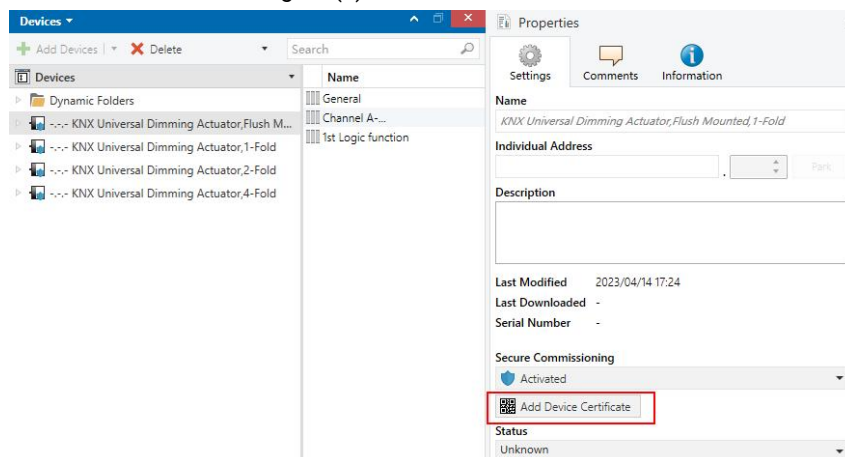 Devices
Add Devices | Delete Search
Devices
Dynamic Folders
-.-.- KNX Universal Dimming Actuator,Flush M...
-.-.- KNX Universal Dimming Actuator,1-Fold
-.-.- KNX Universal Dimming Actuator,2-Fold
-.-.- KNX Universal Dimming Actuator,4-Fold
Name
General
Channel A-...
1st Logic function
Properties
Settings Comments Information
Name
KNX Universal Dimming Actuator,Flush Mounted,1-Fold
Individual Address
. Park
Description
Last Modified 2023/04/14 17:24
Last Downloaded -
Serial Number -
Secure Commissioning
Activated
Add Device Certificate
Status
Unknown